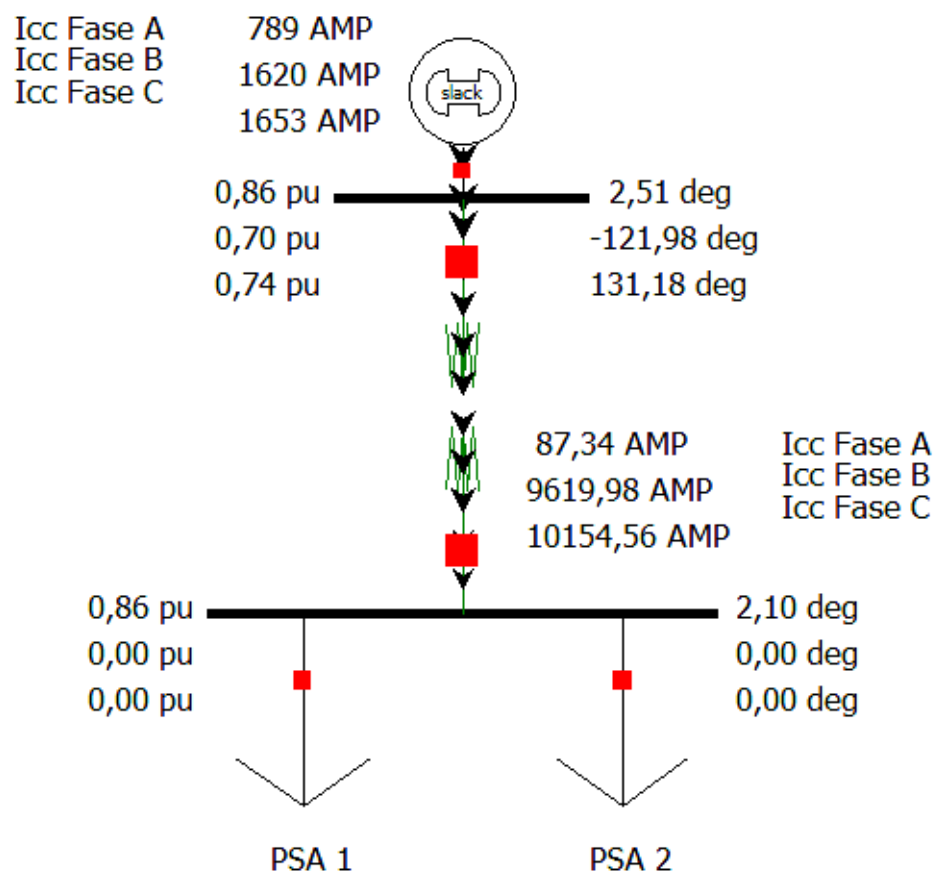 Icc Fase A 789 AMP
Icc Fase B 1620 AMP
Icc Fase C 1653 AMP
slack
0,86 pu 2,51 deg
0,70 pu -121,98 deg
0,74 pu 131,18 deg
87,34 AMP Icc Fase A
9619,98 AMP Icc Fase B
10154,56 AMP Icc Fase C
0,86 pu 2,10 deg
0,00 pu 0,00 deg
0,00 pu 0,00 deg
PSA 1 PSA 2